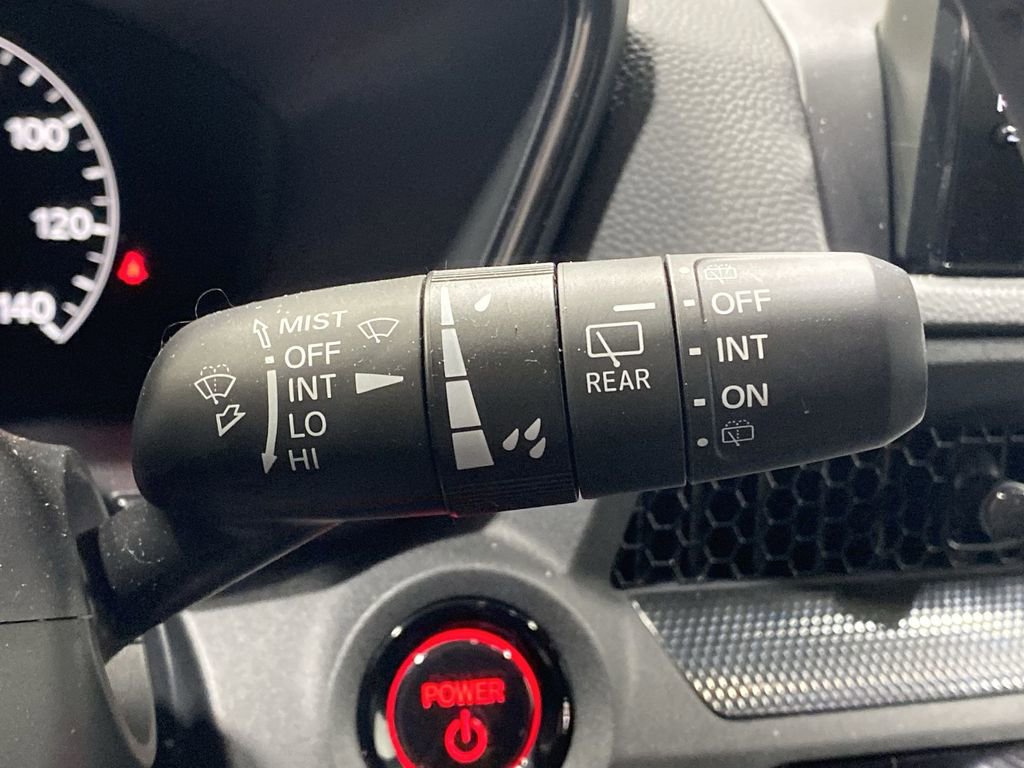 100
120
140
MIST
OFF
INT
LO
HI
REAR
OFF
INT
ON
POWER